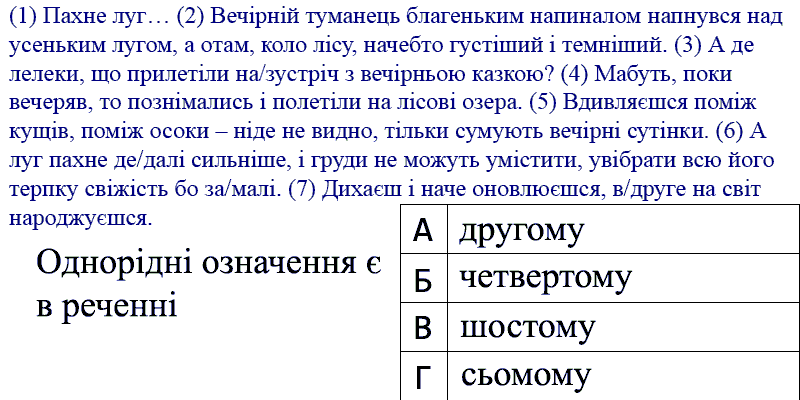 (1) Пахне луг… (2) Вечірній туманець благеньким напиналом напнувся над
усеньким лугом, а отам, коло лісу, начебто густіший і темніший. (3) А де
лелеки, що прилетіли на/зустріч з вечірньою казкою? (4) Мабуть, поки
вечеряв, то познімались і полетіли на лісові озера. (5) Вдивляєшся поміж
кущів, поміж осоки – ніде не видно, тільки сумують вечірні сутінки. (6) А
луг пахне де/далі сильніше, і груди не можуть умістити, увібрати всю його
терпку свіжість бо за/малі. (7) Дихаєш і наче оновлюєшся, в/друге на світ
народжуєшся.
Однорідні означення є
в реченні
А другому
Б четвертому
В шостому
Г сьомому